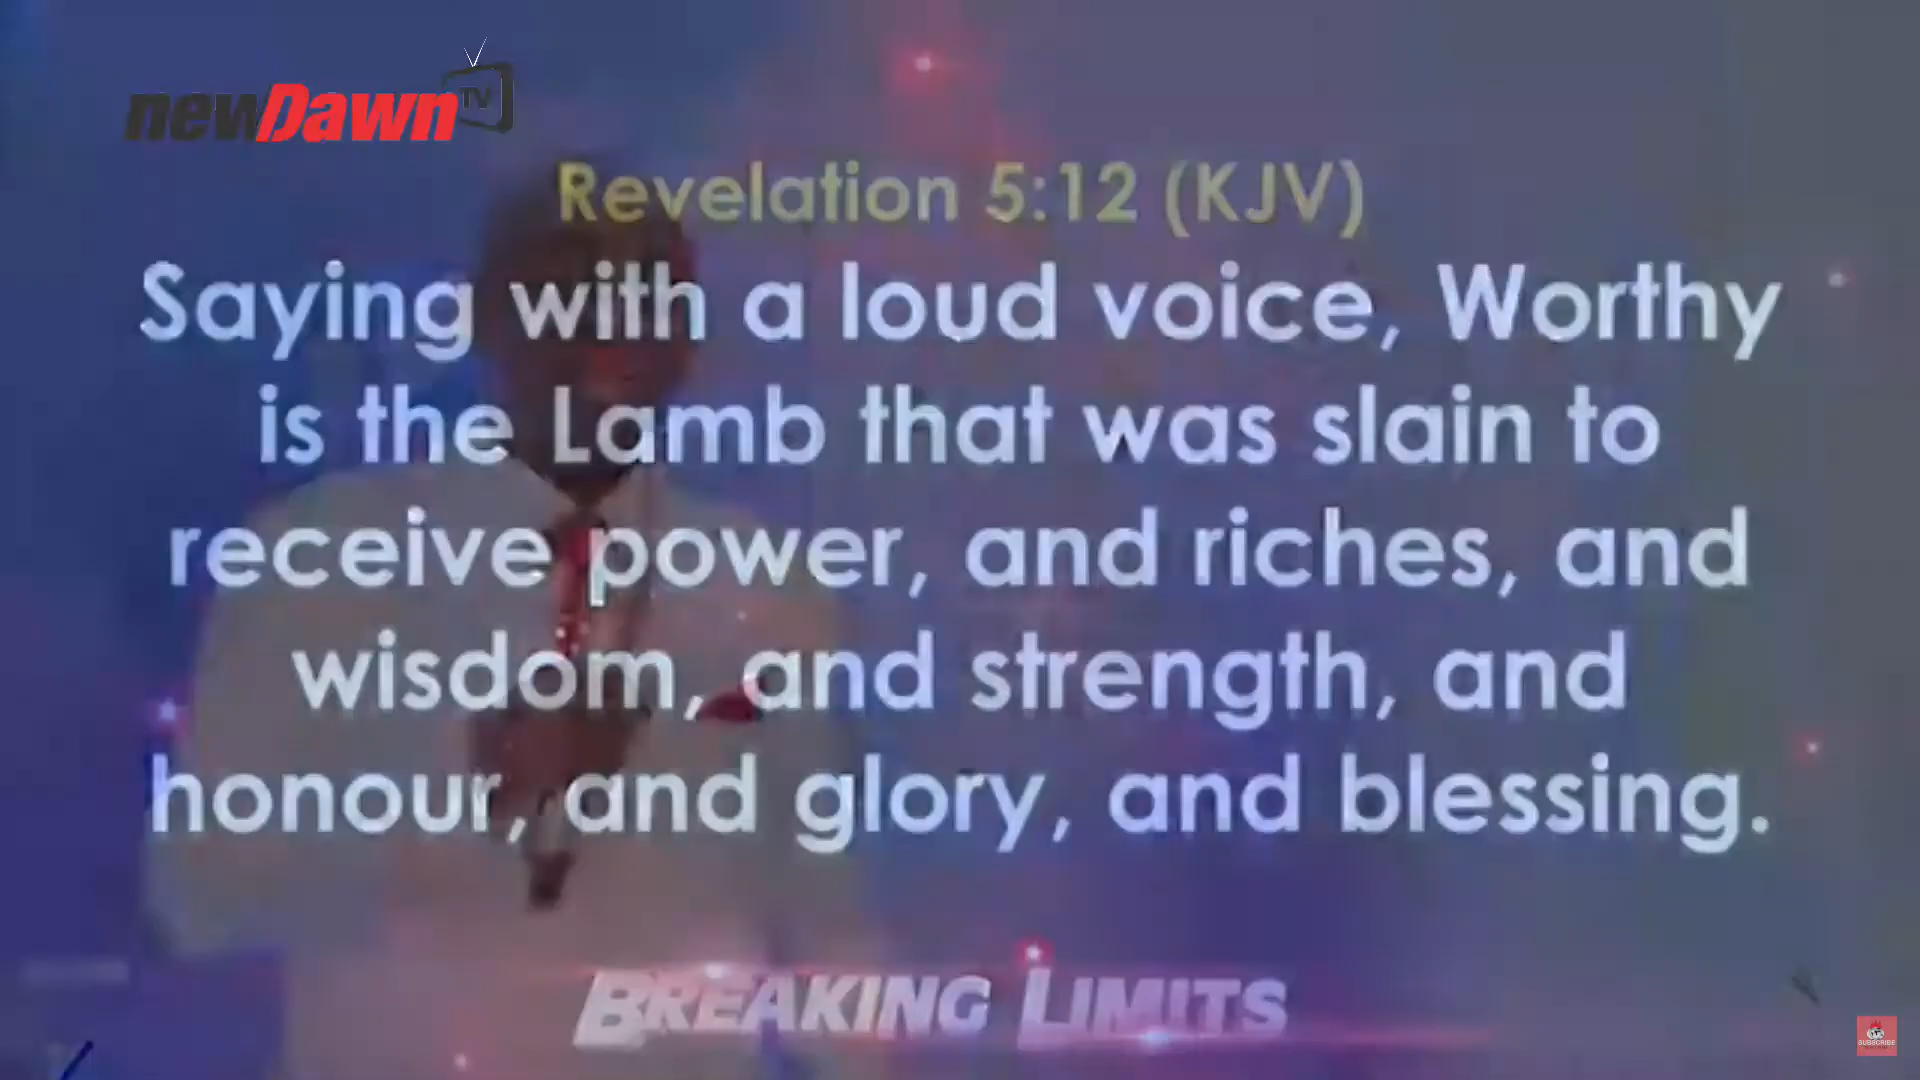 newDawn TV
Revelation 5:12 (KJV)
Saying with a loud voice, Worthy
is the Lamb that was slain to
receive power, and riches, and
wisdom, and strength, and
honour, and glory, and blessing.
BREAKING LIMITS
SUBSCRIBE